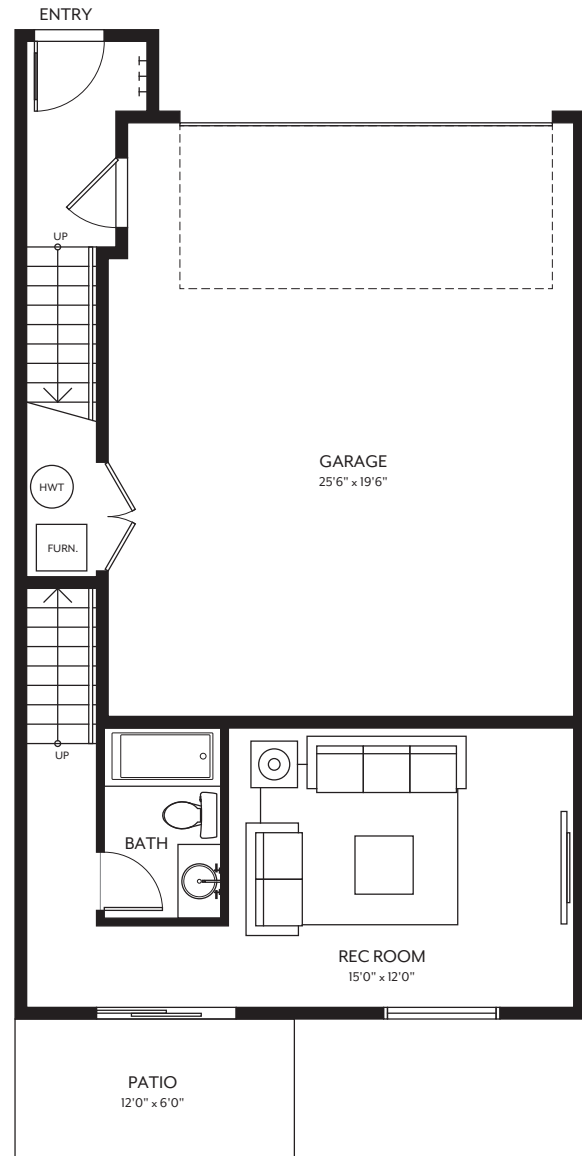 ENTRY
UP
GARAGE
25'6" x 19'6"
HWT
FURN.
UP
BATH
REC ROOM
15'0" x 12'0"
PATIO
12'0" x 6'0"